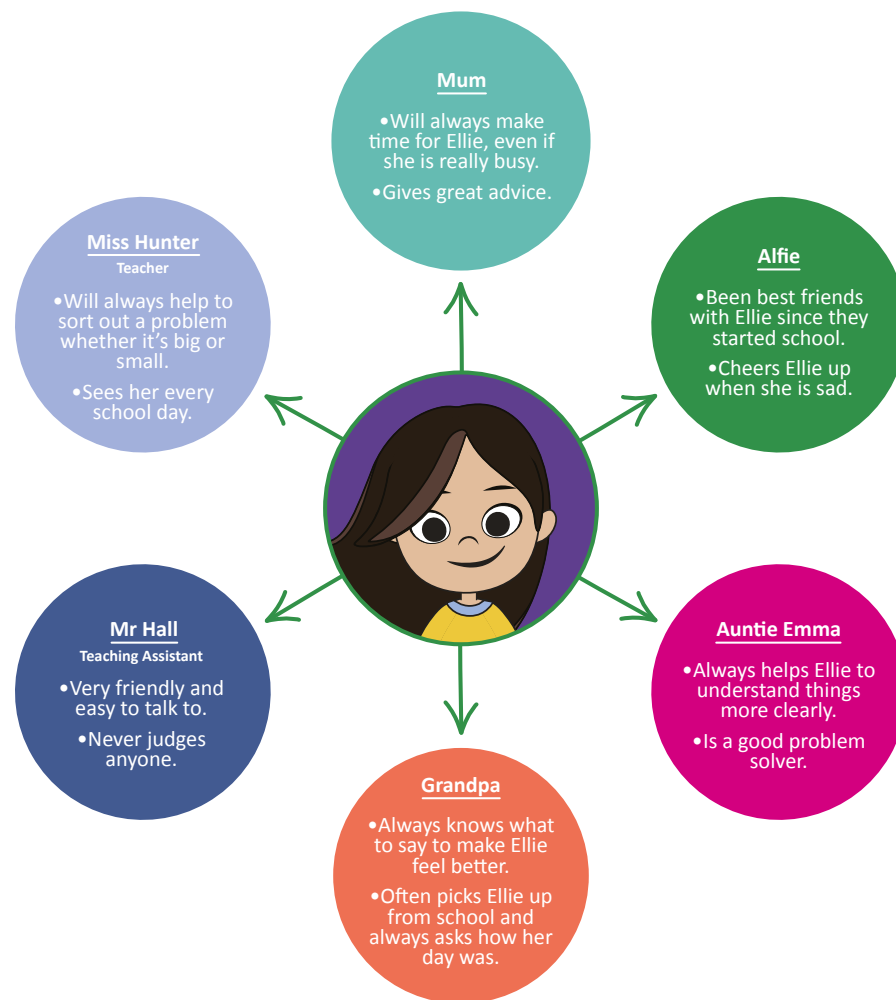 Mum
•Will always make
time for Ellie, even if
she is really busy.
•Gives great advice.
Miss Hunter
Teacher
•Will always help to
sort out a problem
whether it's big or
small.
•Sees her every
school day.
Alfie
•Been best friends
with Ellie since they
started school.
•Cheers Ellie up
when she is sad.
Mr Hall
Teaching Assistant
•Very friendly and
easy to talk to.
•Never judges
anyone.
Auntie Emma
•Always helps Ellie to
understand things
more clearly.
•Is a good problem
solver.
Grandpa
•Always knows what
to say to make Ellie
feel better.
•Often picks Ellie up
from school and
always asks how her
day was.